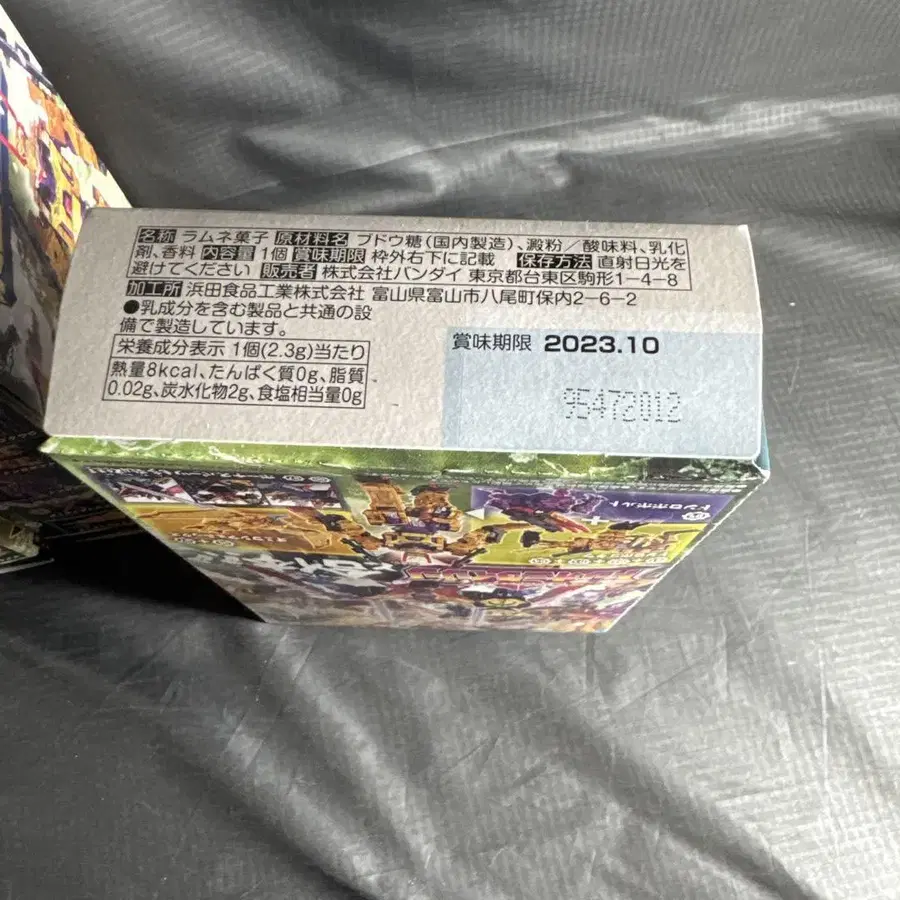 名称 ラムネ菓子 原材料名 ブドウ糖(国内製造)、澱粉/酸味料、乳化
剤、香料 内容量 1個 賞味期限 枠外右下に記載 保存方法 直射日光を
避けてください 販売者 株式会社バンダイ 東京都台東区駒形1-4-8
加工所 浜田食品工業株式会社 富山県富山市八尾町保内2-6-2
●乳成分を含む製品と共通の設
備で製造しています。
栄養成分表示 1個(2.3g)当たり
熱量8kcal、たんぱく質0g、脂質
0.02g、炭水化物2g、食塩相当量0g
賞味期限 2023.10
95472012